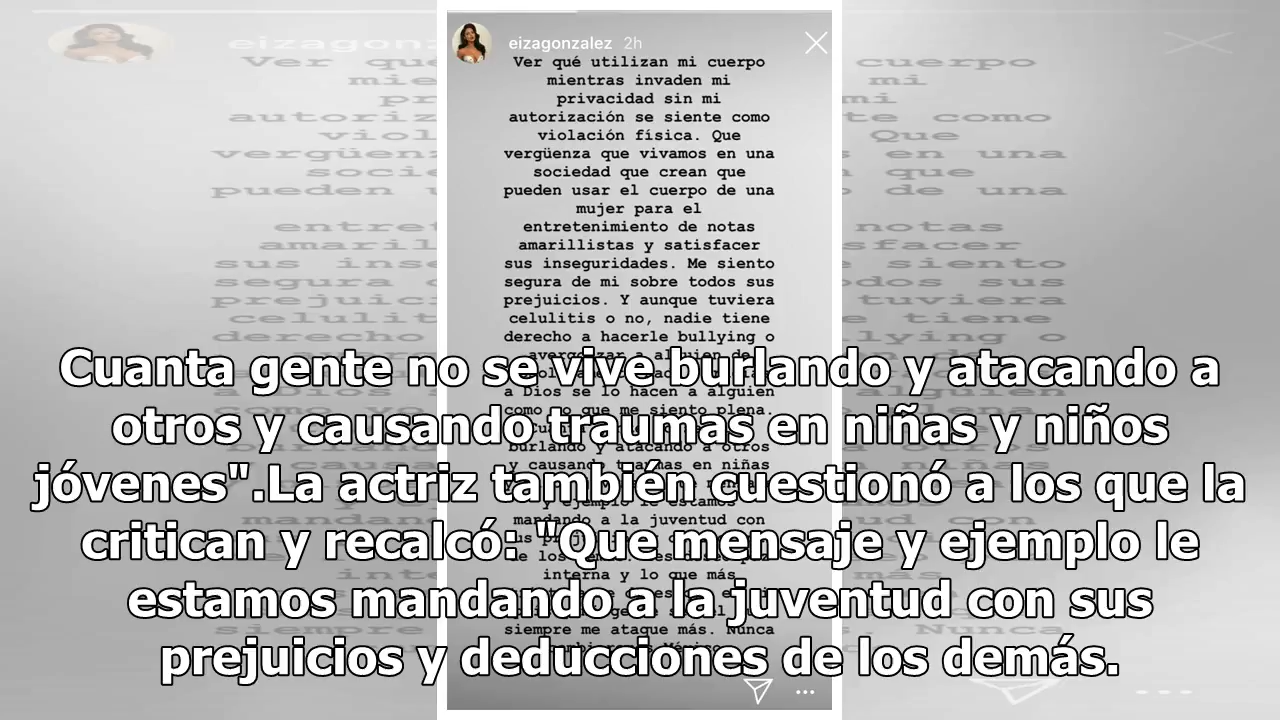 eizagonzalez 2h
Ver qué utilizan mi cuerpo
mientras invaden mi
privacidad sin mi
autorización se siente como
violación física. Que
vergüenza que vivamos en una
sociedad que crean que
pueden usar el cuerpo de una
mujer para el
entretenimiento de notas
amarillistas y satisfacer
sus inseguridades. Me siento
segura de mi sobre todos sus
prejuicios. Y aunque tuviera
celulitis o no, nadie tiene
derecho a hacerle bullying o
a Dios se lo hacen a alguien
como yo que me siento plena.
burlando y atacando a otros
y causando traumas en niñas
mandando a la juventud con
interna y lo que más
siempre me ataque más. Nunca
Cuanta gente no se vive burlando y atacando a
otros y causando traumas en niñas y niños
jóvenes".La actriz también cuestionó a los que la
critican y recalcó: "Que mensaje y ejemplo le
estamos mandando a la juventud con sus
prejuicios y deducciones de los demás.